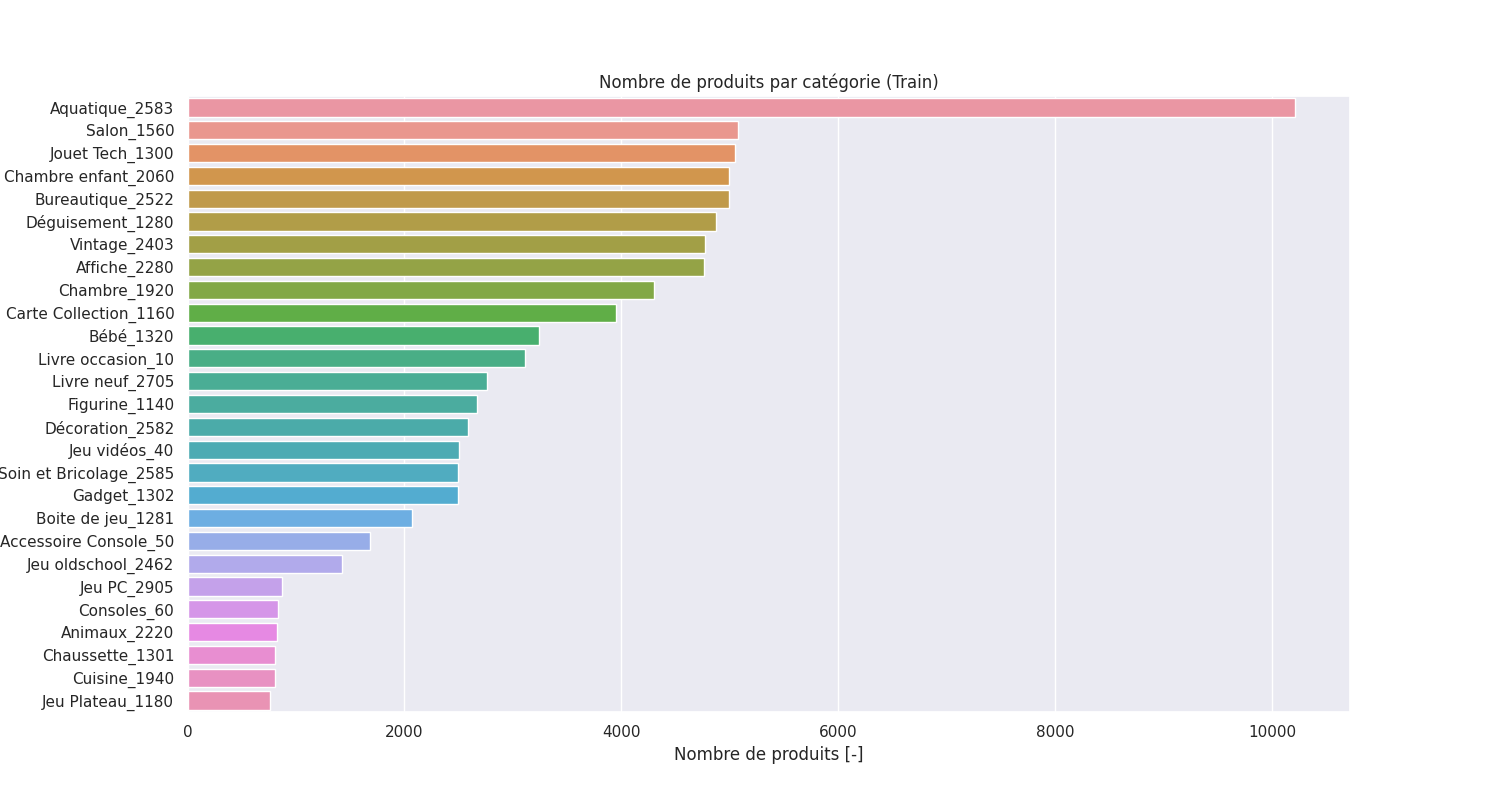 Nombre de produits par catégorie (Train)
Aquatique_2583
Salon_1560
Jouet Tech_1300
Chambre enfant_2060
Bureautique_2522
Déguisement_1280
Vintage_2403
Affiche_2280
Chambre_1920
Carte Collection_1160
Bébé_1320
Livre occasion_10
Livre neuf_2705
Figurine_1140
Décoration_2582
Jeu vidéos_40
Soin et Bricolage_2585
Gadget_1302
Boite de jeu_1281
Accessoire Console_50
Jeu oldschool_2462
Jeu PC_2905
Consoles_60
Animaux_2220
Chaussette_1301
Cuisine_1940
Jeu Plateau_1180
0 2000 4000 6000 8000 10000
Nombre de produits [-]